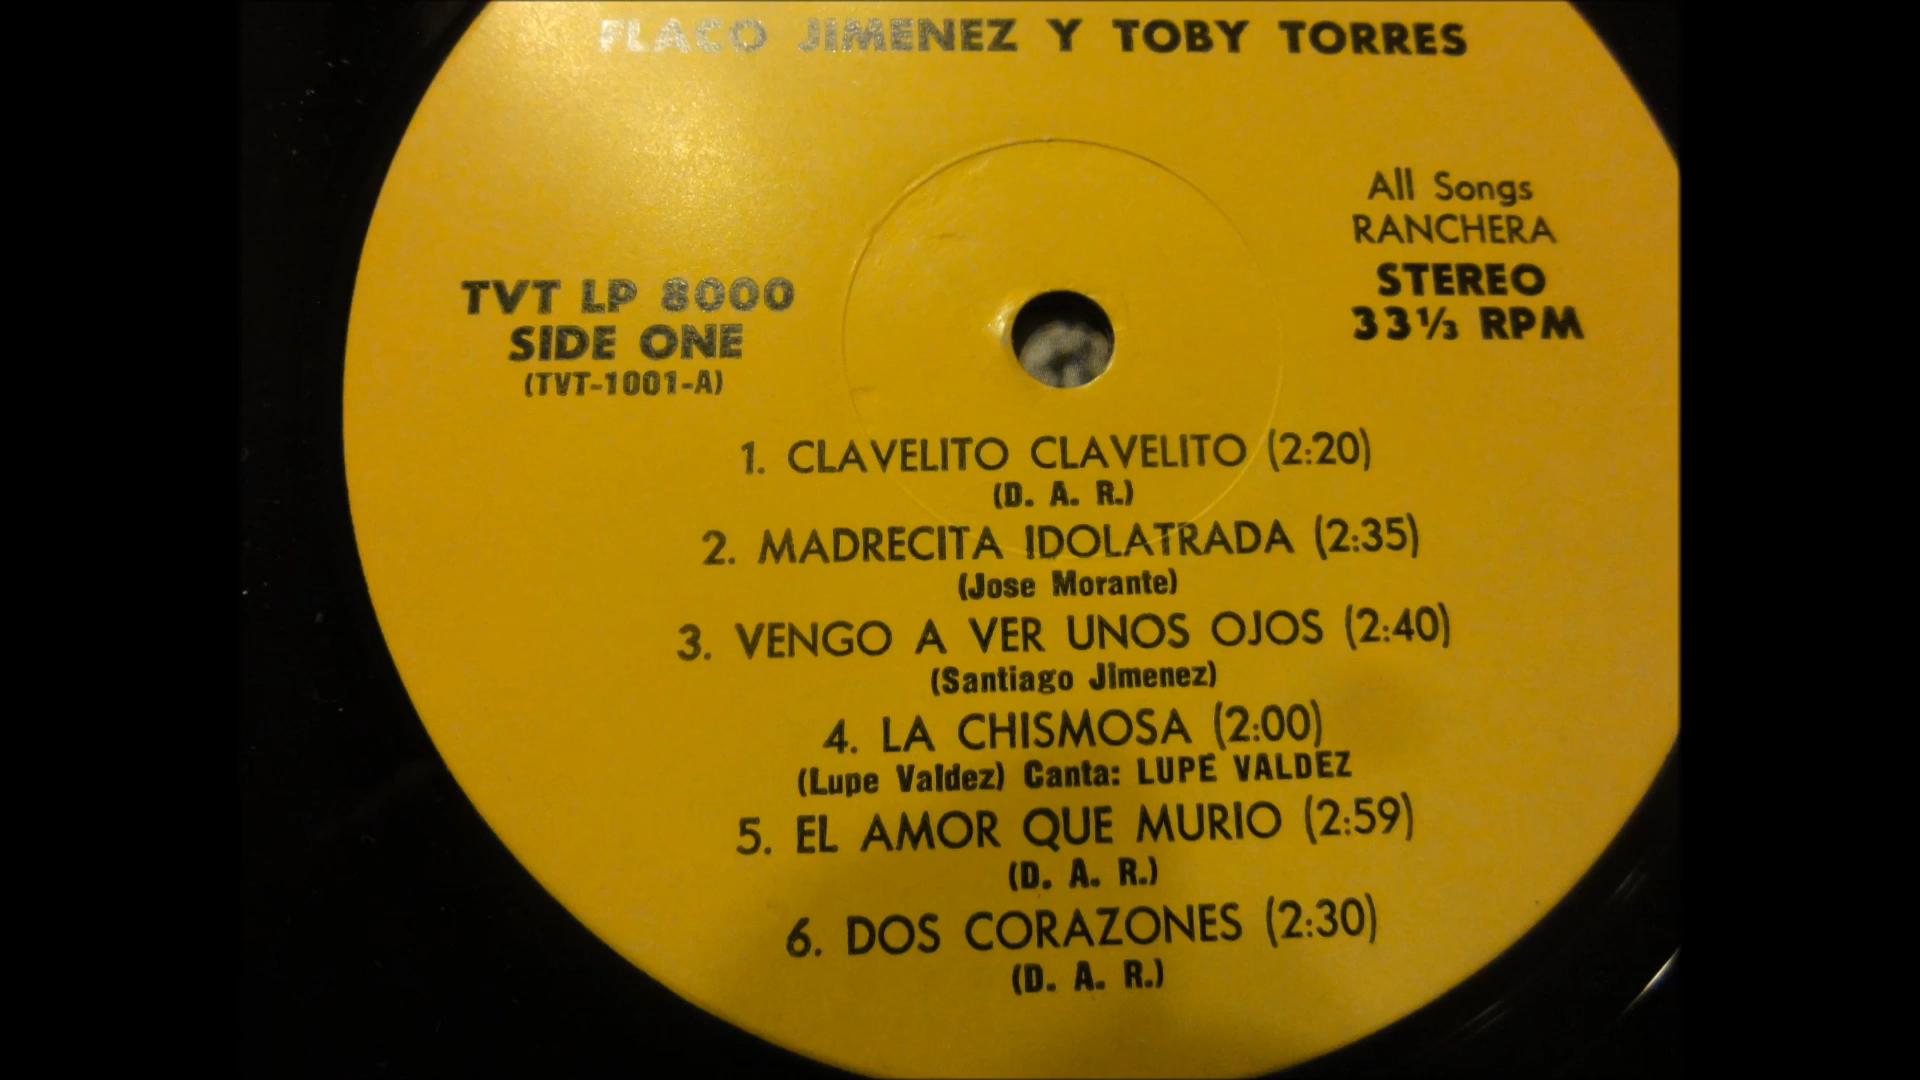 FLACO JIMENEZ Y TOBY TORRES
All Songs
RANCHERA
STEREO
33⅓ RPM
TVT LP 8000
SIDE ONE
(TVT-1001-A)
1. CLAVELITO CLAVELITO (2:20)
(D. A. R.)
2. MADRECITA IDOLATRADA (2:35)
(Jose Morante)
3. VENGO A VER UNOS OJOS (2:40)
(Santiago Jimenez)
4. LA CHISMOSA (2:00)
(Lupe Valdez) Canta: LUPE VALDEZ
5. EL AMOR QUE MURIO (2:59)
(D. A. R.)
6. DOS CORAZONES (2:30)
(D. A. R.)